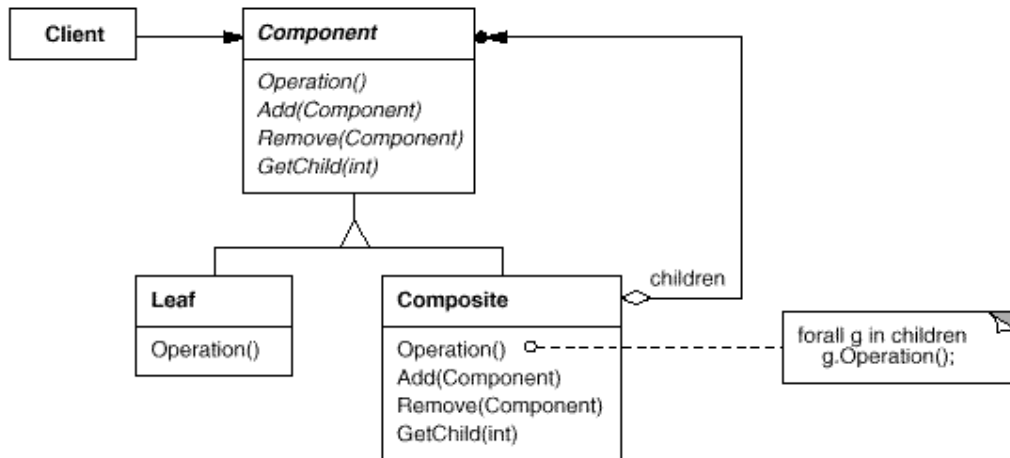 Client
Component
Operation()
Add(Component)
Remove(Component)
GetChild(int)
Leaf
Operation()
Composite
Operation()
Add(Component)
Remove(Component)
GetChild(int)
children
forall g in children
g.Operation();